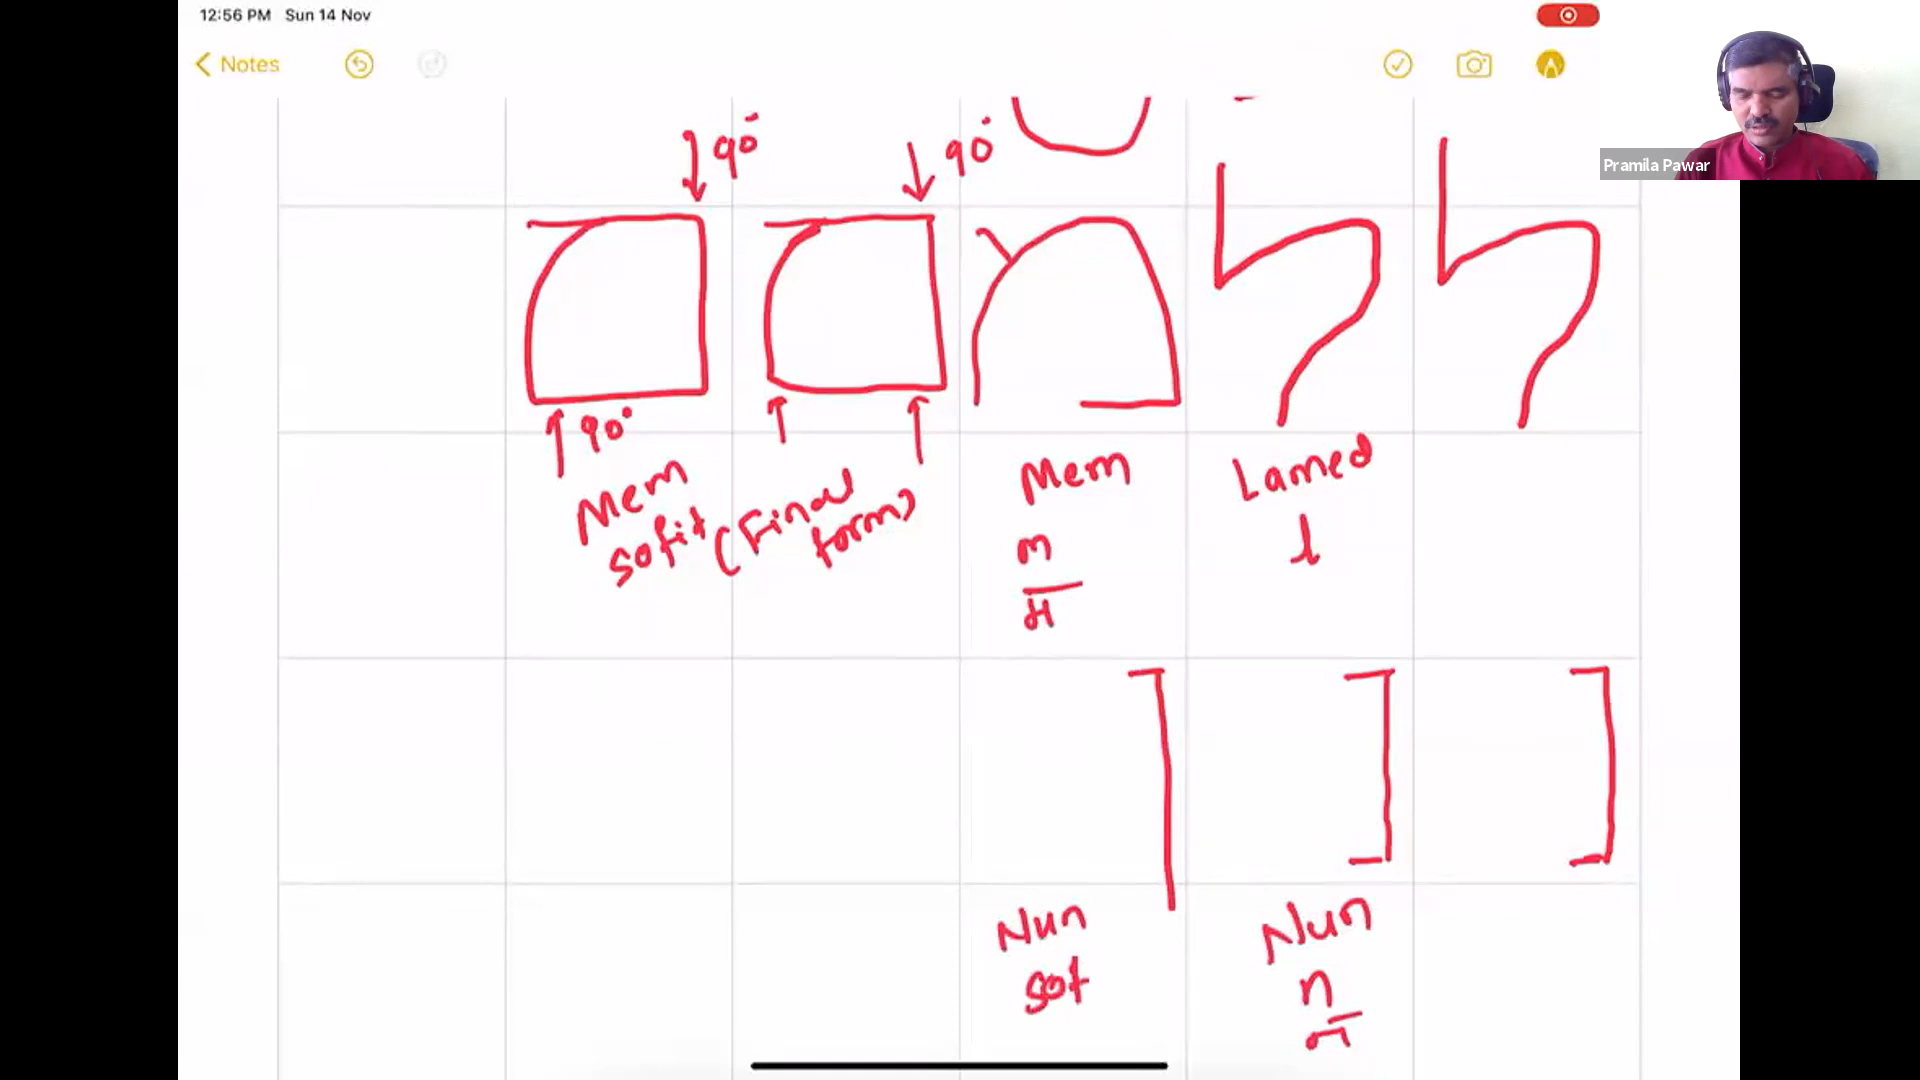 12:56 PM Sun 14 Nov
Notes
Pramila Pawar
90°
90°
ם
ם
מ
ל
ל
90°
Mem
sofit
(Final
form)
Mem
m
म
Lamed
l
ן
נ
נ
Nun
sof
Nun
n
न